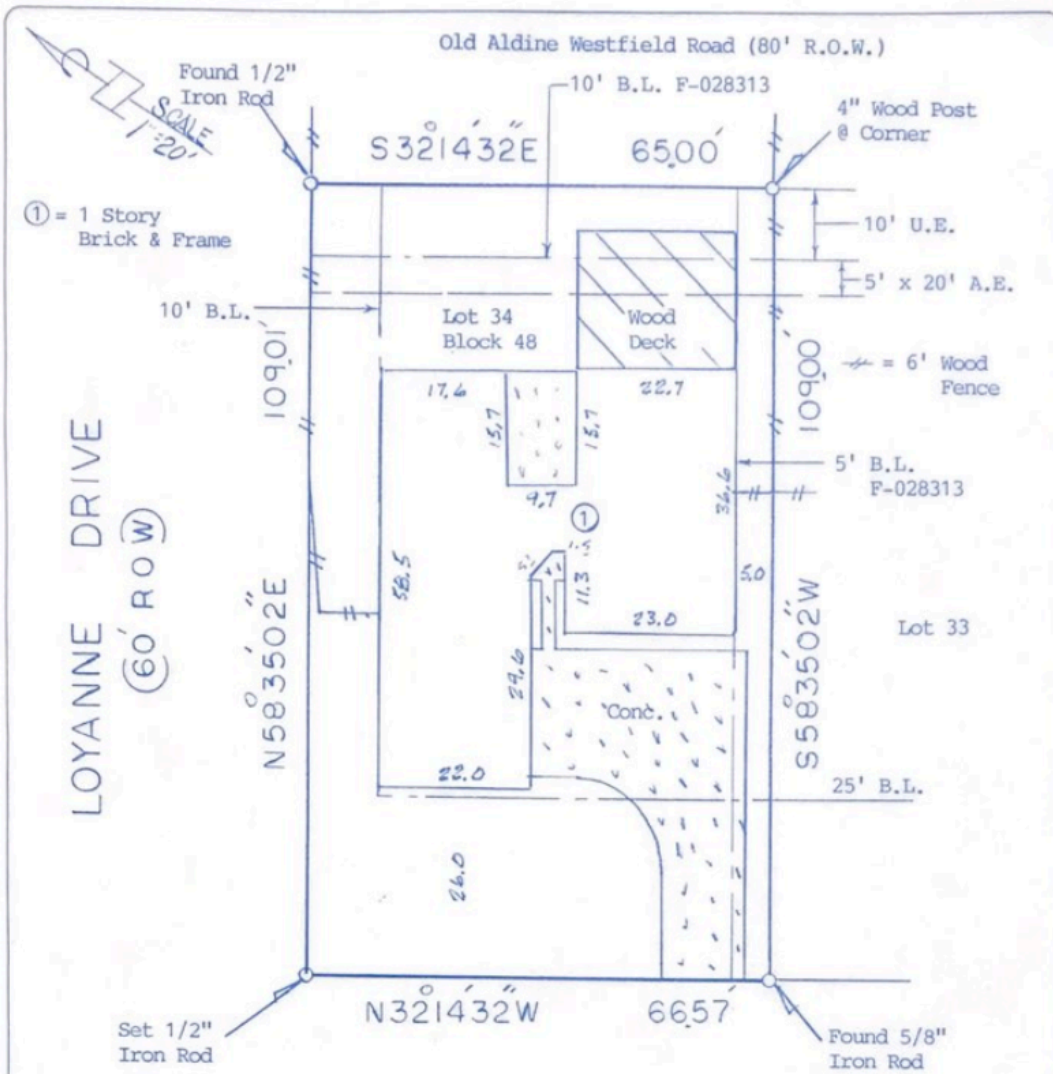 Old Aldine Westfield Road (80' R.O.W.)
Found 1/2"
Iron Rod
10' B.L. F-028313
4" Wood Post
@ Corner
SCALE
1"=20'
S32°14'32"E 65.00'
① = 1 Story
Brick & Frame
10' U.E.
5' x 20' A.E.
10' B.L.
Lot 34
Block 48
Wood
Deck
= 6' Wood
Fence
109.01'
109.00'
17.6
22.7
15.7
15.7
9.7
5' B.L.
F-028313
36.6
①
LOYANNE DRIVE
(60' ROW)
58.5
11.3
5.0
23.0
Lot 33
N58°35'02"E
S58°35'02"W
29.6
Conc.
22.0
25' B.L.
26.0
N32°14'32"W 66.57'
Set 1/2"
Iron Rod
Found 5/8"
Iron Rod